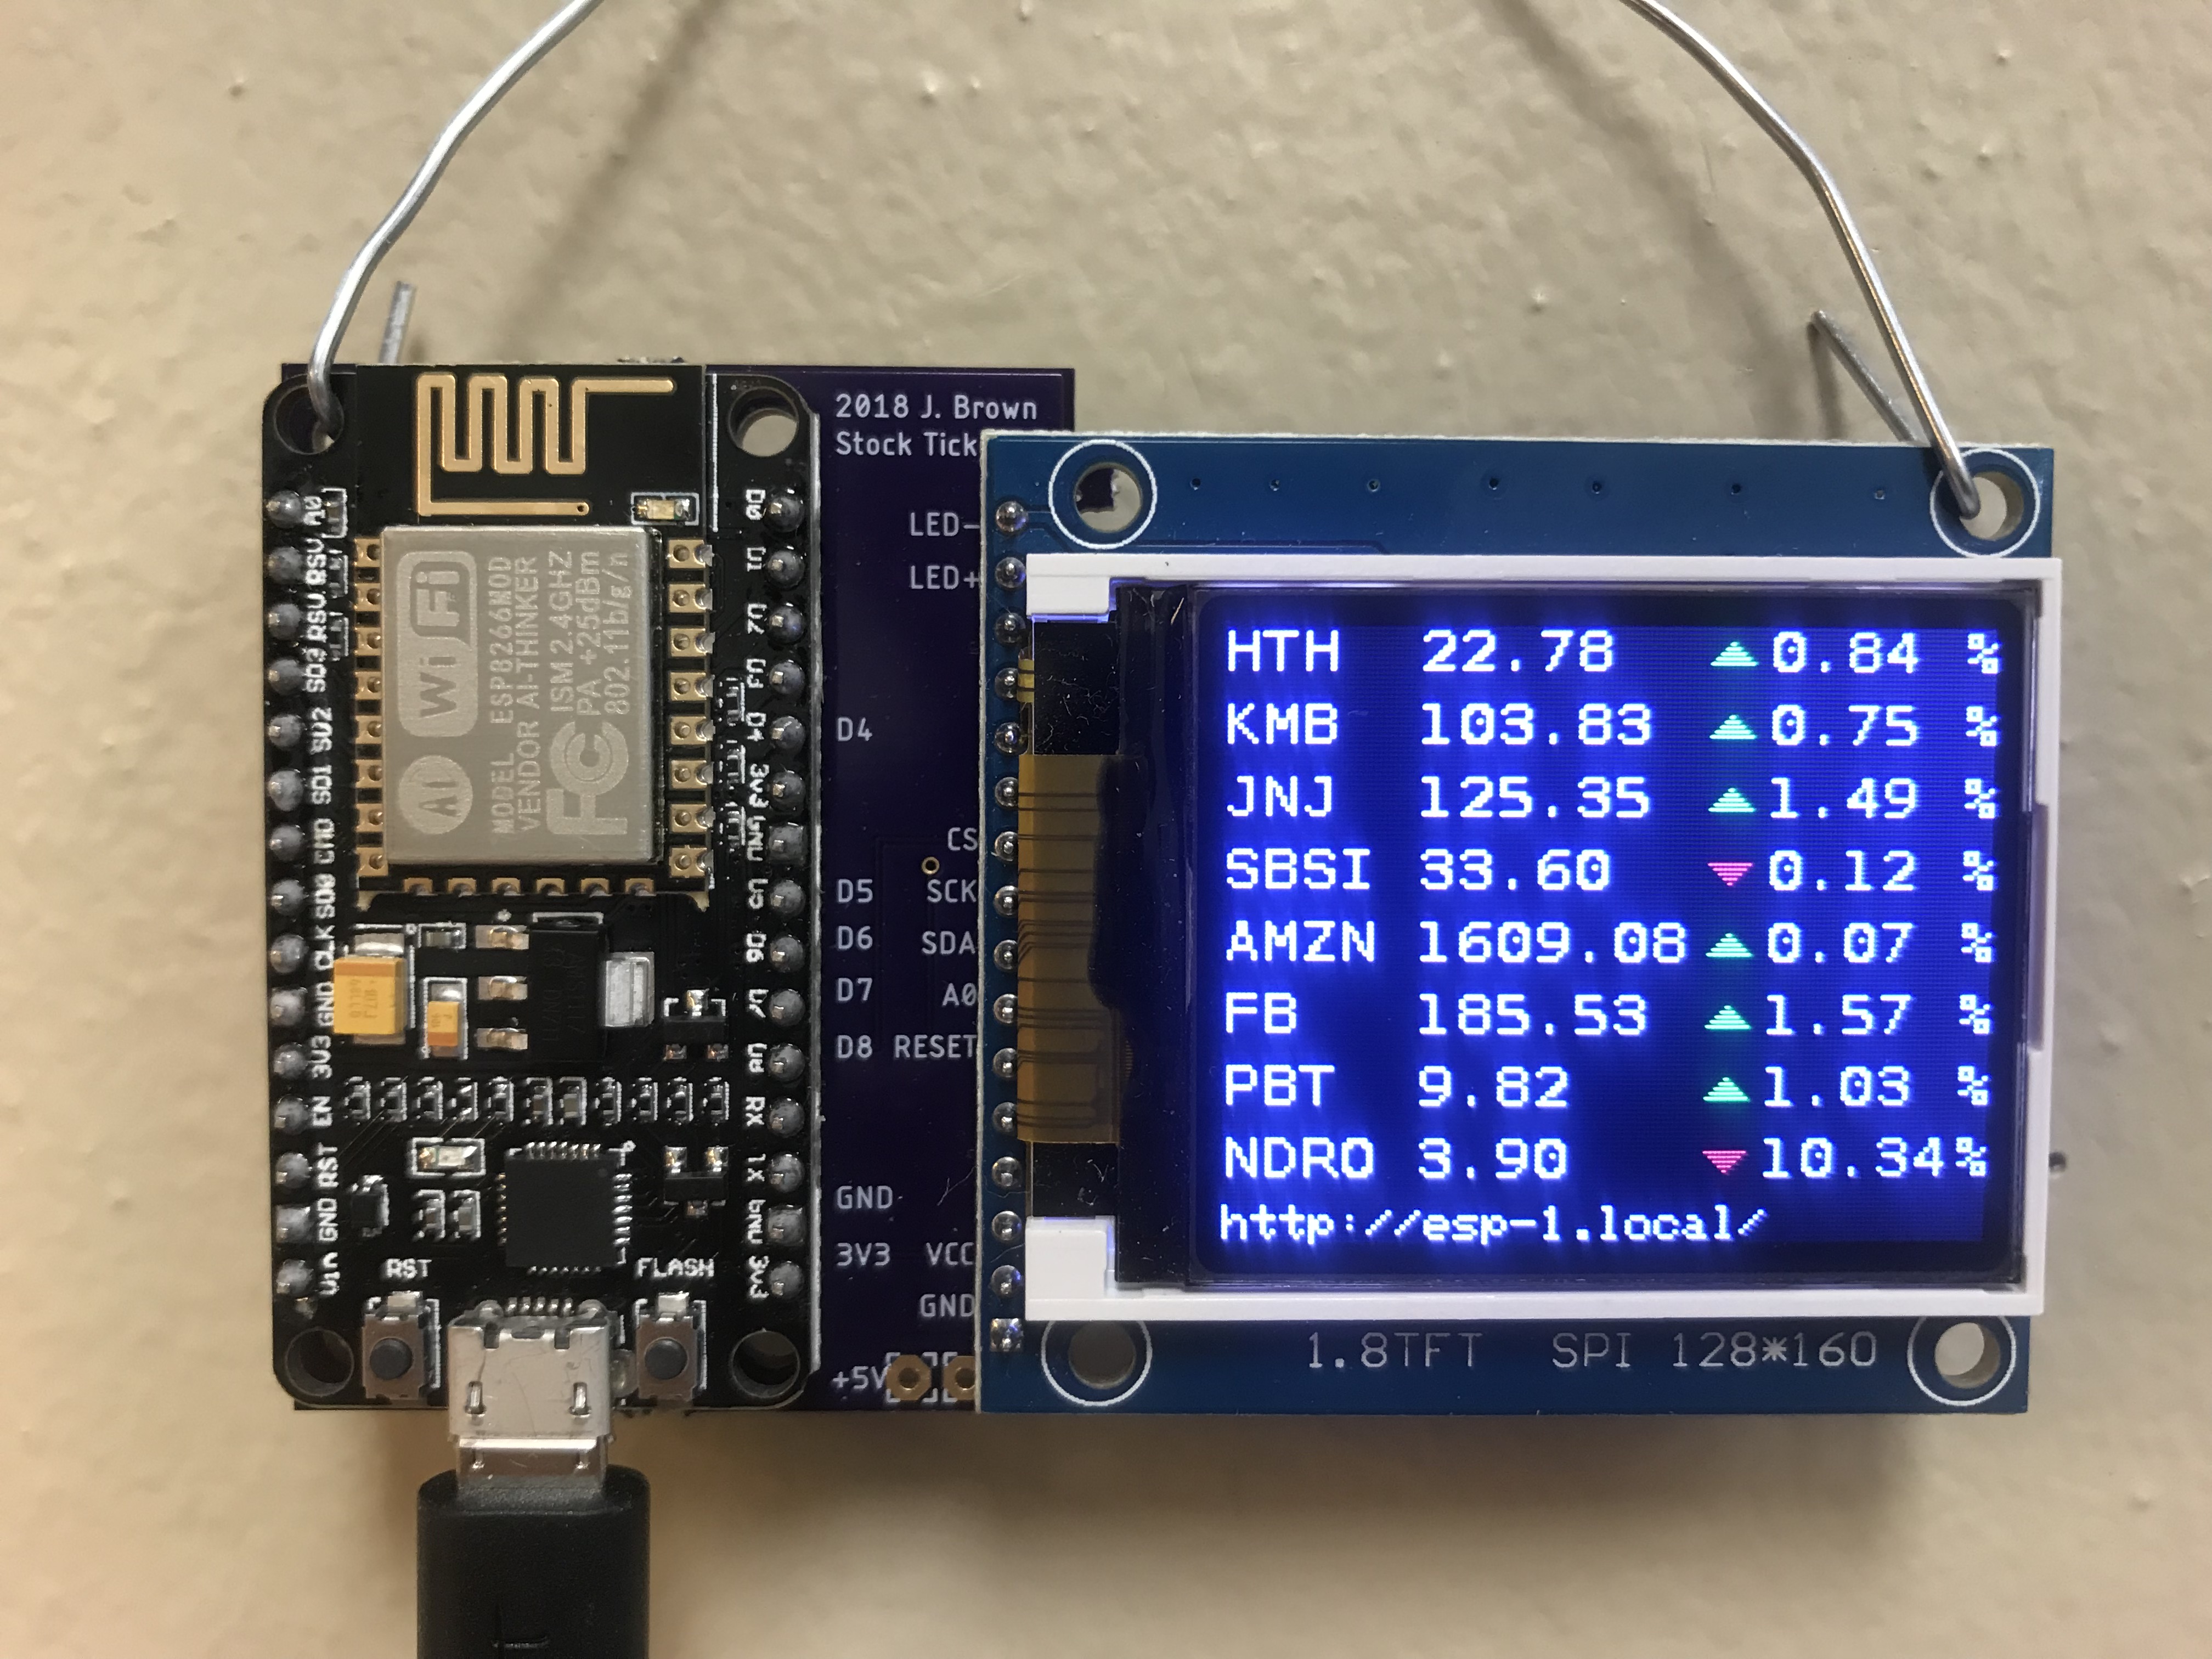 2018 J. Brown
Stock Tick
LED-
LED+
D4
CS
D5 SCK
D6 SDA
D7 A0
D8 RESET
GND
3V3 VCC
GND
+5V
A0
RSV
RSV
SD3
SD2
SD1
CMD
SD0
CLK
GND
3V3
EN
RST
GND
Vin
WiFi
AI
MODEL ESP8266MOD
VENDOR AI-THINKER
ISM 2.4GHZ
PA +25dBm
802.11b/g/n
FC
D0
D1
D2
D3
D4
3V3
GND
D5
D6
D7
D8
RX
TX
GND
3V3
RST
FLASH
HTH 22.78 ▲ 0.84 %
KMB 103.83 ▲ 0.75 %
JNJ 125.35 ▲ 1.49 %
SBSI 33.60 ▼ 0.12 %
AMZN 1609.08 ▲ 0.07 %
FB 185.53 ▲ 1.57 %
PBT 9.82 ▲ 1.03 %
NDRO 3.90 ▼ 10.34%
http://esp-1.local/
1.8TFT SPI 128*160